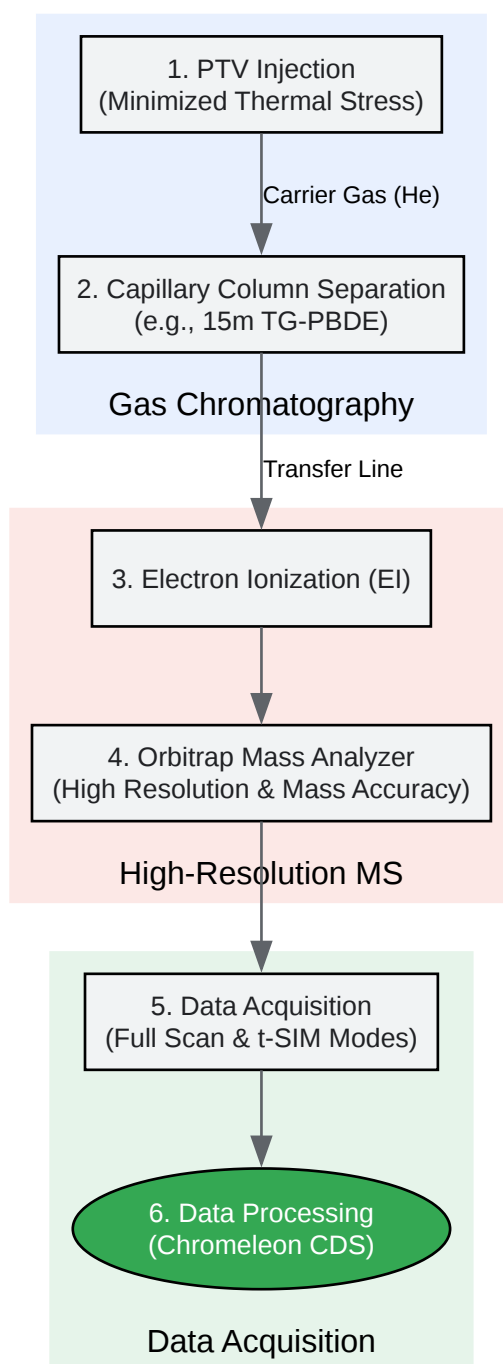 1. PTV Injection
(Minimized Thermal Stress)
Carrier Gas (He)
2. Capillary Column Separation
(e.g., 15m TG-PBDE)
Gas Chromatography
Transfer Line
3. Electron Ionization (EI)
4. Orbitrap Mass Analyzer
(High Resolution & Mass Accuracy)
High-Resolution MS
5. Data Acquisition
(Full Scan & t-SIM Modes)
6. Data Processing
(Chromeleon CDS)
Data Acquisition